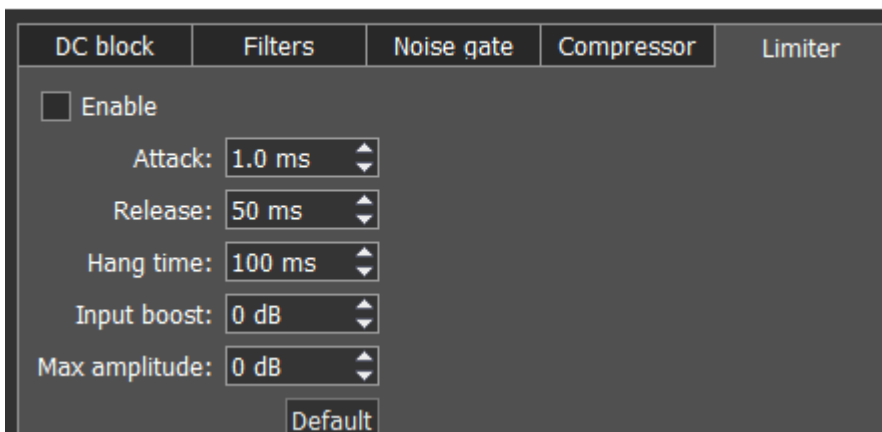 DC block Filters Noise gate Compressor Limiter
Enable
Attack: 1.0 ms
Release: 50 ms
Hang time: 100 ms
Input boost: 0 dB
Max amplitude: 0 dB
Default